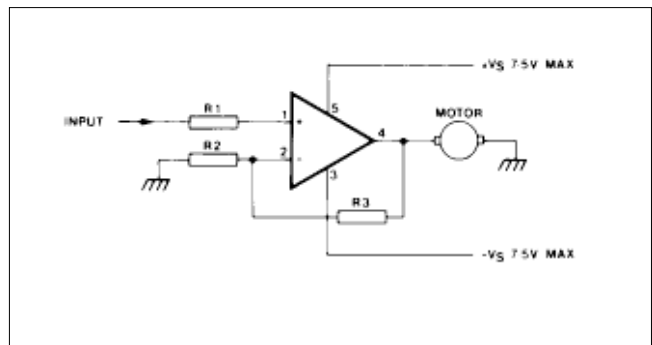 +VS 7·5V MAX
R1
5
MOTOR
INPUT
1
+
4
R2
2
-
3
R3
-VS 7·5V MAX